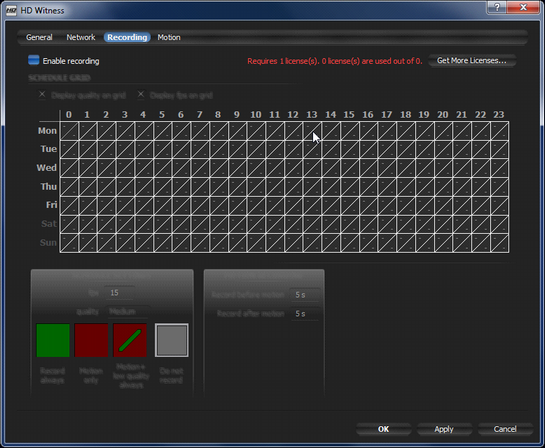 HD Witness
General Network Recording Motion
Enable recording
Requires 1 license(s). 0 license(s) are used out of 0.
Get More Licenses...
SCHEDULE GRID
Display quality on grid Display fps on grid
0 1 2 3 4 5 6 7 8 9 10 11 12 13 14 15 16 17 18 19 20 21 22 23
Mon
Tue
Wed
Thu
Fri
Sat
Sun
fps 15
quality Medium
Record before motion 5 s
Record after motion 5 s
Record always
Motion only
Motion + low quality always
Do not record
OK Apply Cancel